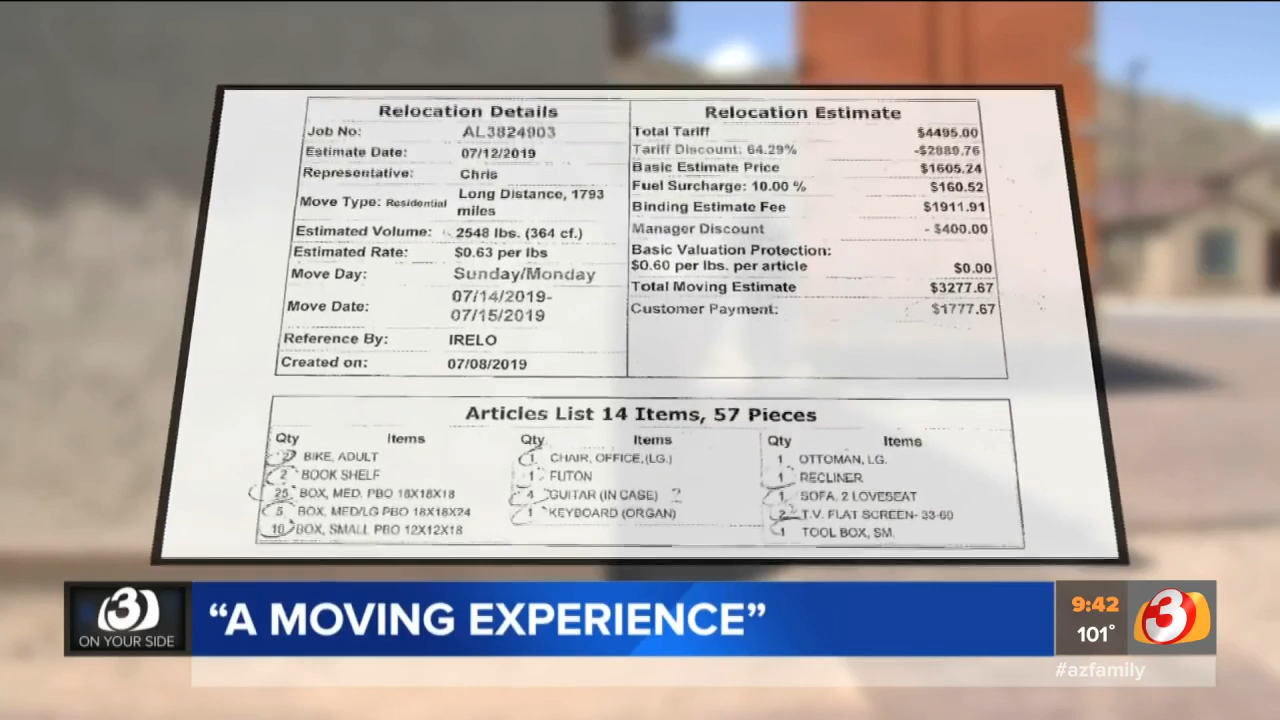 Relocation Details
Job No: AL3824903
Estimate Date: 07/12/2019
Representative: Chris
Move Type: Residential Long Distance, 1793 miles
Estimated Volume: 2548 lbs. (364 cf.)
Estimated Rate: $0.63 per lbs
Move Day: Sunday/Monday
Move Date: 07/14/2019-
07/15/2019
Reference By: IRELO
Created on: 07/08/2019
Relocation Estimate
Total Tariff $4495.00
Tariff Discount: 64.29% -$2889.76
Basic Estimate Price $1605.24
Fuel Surcharge: 10.00 % $160.52
Binding Estimate Fee $1911.91
Manager Discount - $400.00
Basic Valuation Protection:
$0.60 per lbs. per article $0.00
Total Moving Estimate $3277.67
Customer Payment: $1777.67
Articles List 14 Items, 57 Pieces
Qty Items
2 BIKE, ADULT
2 BOOK SHELF
25 BOX, MED. PBO 18X18X18
5 BOX, MED/LG PBO 18X18X24
10 BOX, SMALL PBO 12X12X18
Qty Items
1 CHAIR, OFFICE,(LG.)
1 FUTON
4 GUITAR (IN CASE) 2
1 KEYBOARD (ORGAN)
Qty Items
1 OTTOMAN, LG.
1 RECLINER
1 SOFA, 2 LOVESEAT
2 T.V. FLAT SCREEN- 33-60
1 TOOL BOX, SM.
3
ON YOUR SIDE
"A MOVING EXPERIENCE"
9:42
101°
3
#azfamily